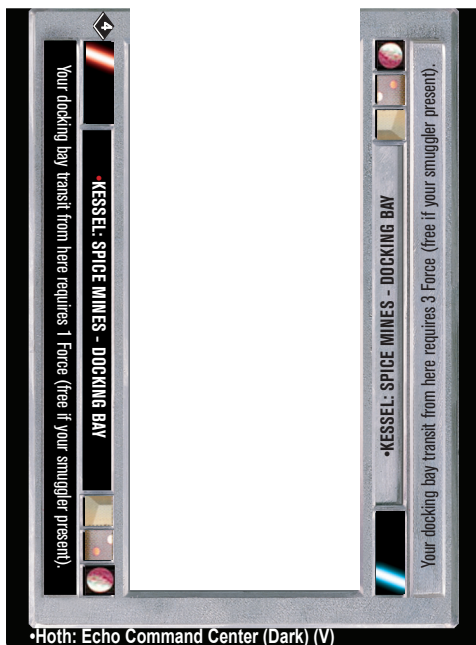 4
Your docking bay transit from here requires 1 Force (free if your smuggler present).
•KESSEL: SPICE MINES - DOCKING BAY
•KESSEL: SPICE MINES - DOCKING BAY
Your docking bay transit from here requires 3 Force (free if your smuggler present).
•Hoth: Echo Command Center (Dark) (V)